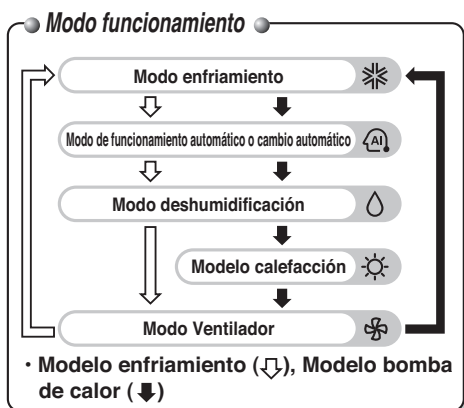 Modo funcionamiento
Modo enfriamiento
Modo de funcionamiento automático o cambio automático
AI
Modo deshumidificación
Modelo calefacción
Modo Ventilador
· Modelo enfriamiento (⇩), Modelo bomba
de calor (⬇)